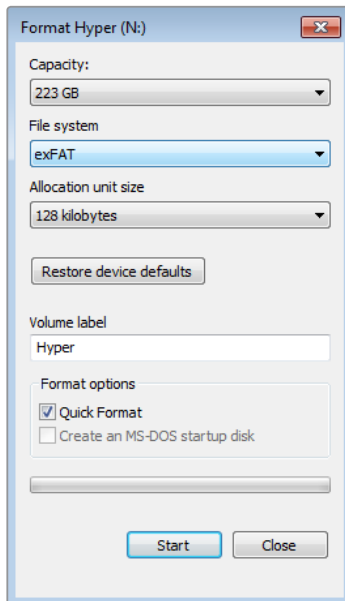 Format Hyper (N:)
Capacity:
223 GB
File system
exFAT
Allocation unit size
128 kilobytes
Restore device defaults
Volume label
Hyper
Format options
Quick Format
Create an MS-DOS startup disk
Start Close